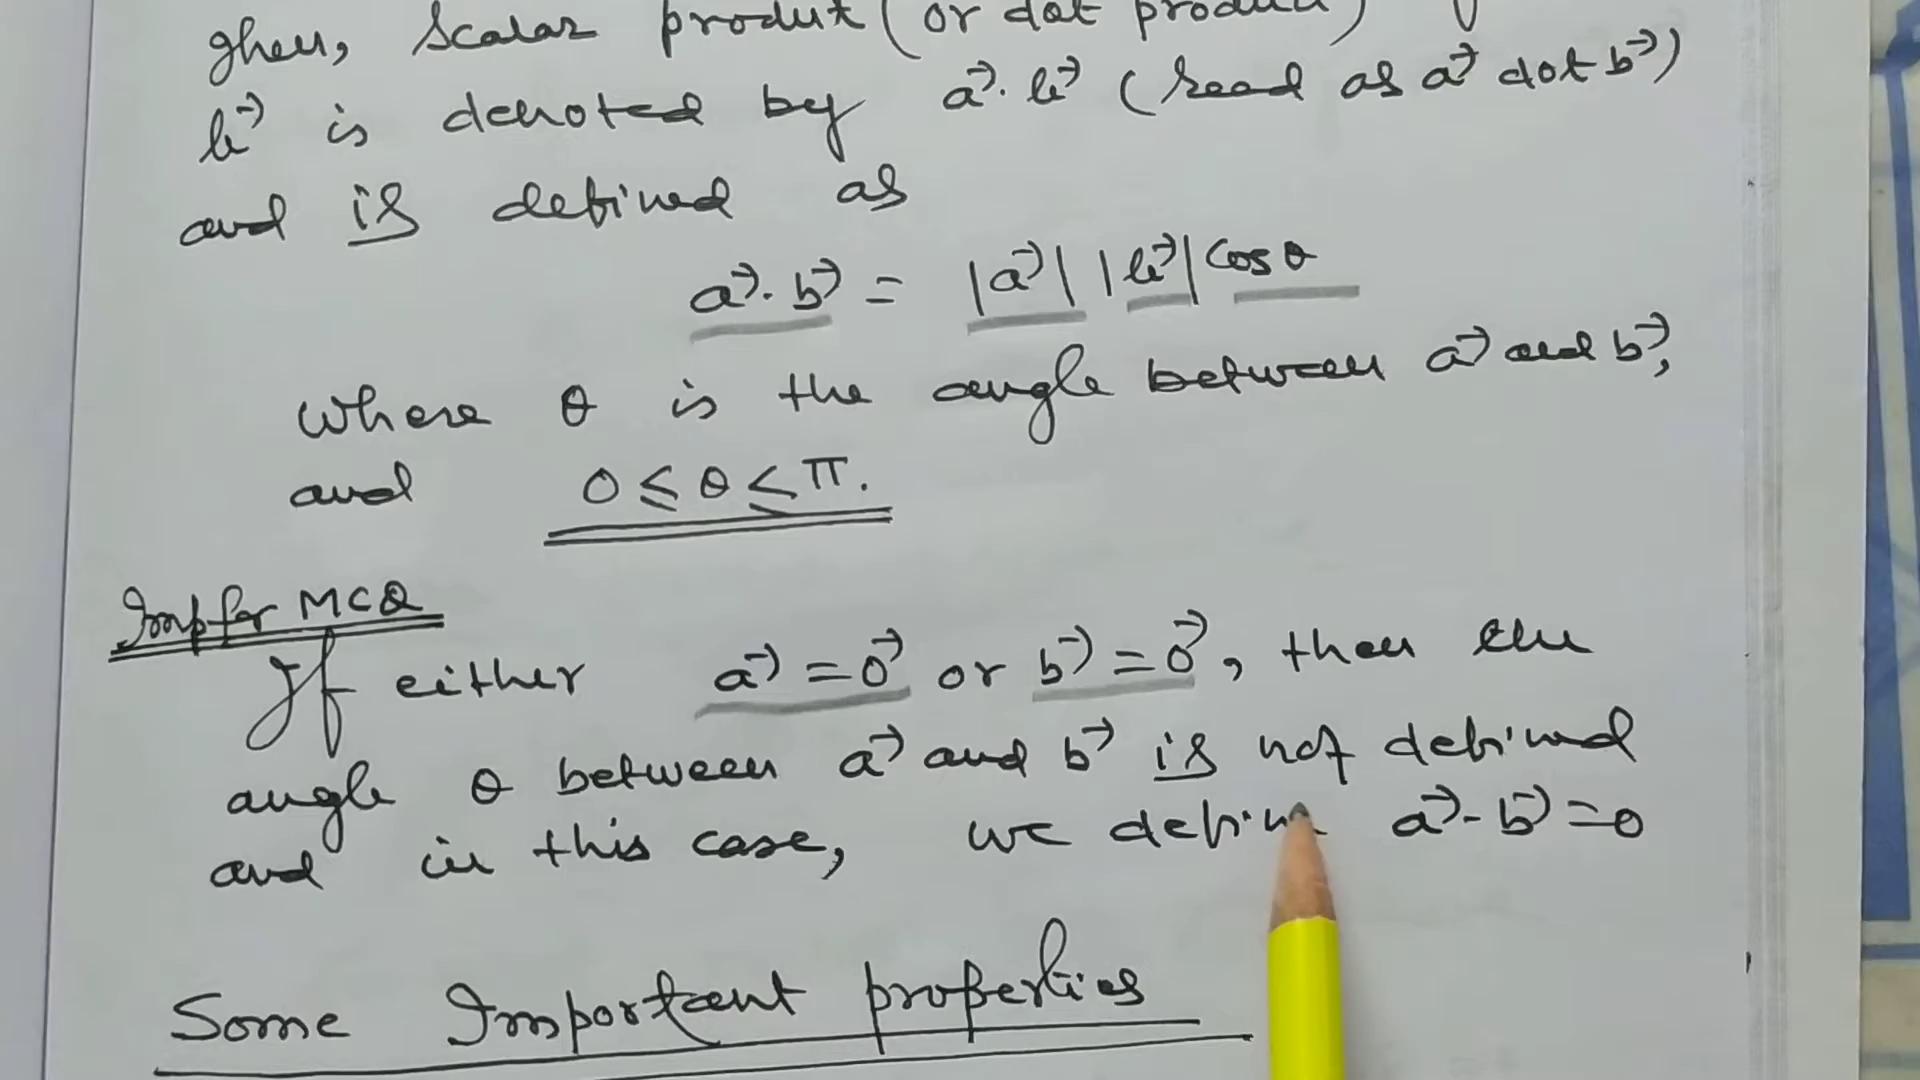 then, Scalar produt (or dot product)
b⃗ is denoted by a⃗·b⃗ (read as a⃗ dot b⃗)
and is defined as
a⃗·b⃗ = |a⃗| |b⃗| cosθ
Where θ is the angle between a⃗ and b⃗,
and 0 ≤ θ ≤ π.
Imp for MCQ
If either a⃗ = 0⃗ or b⃗ = 0⃗, then the
angle θ between a⃗ and b⃗ is not defined
and in this case, we define a⃗·b⃗ = 0
Some Important properties